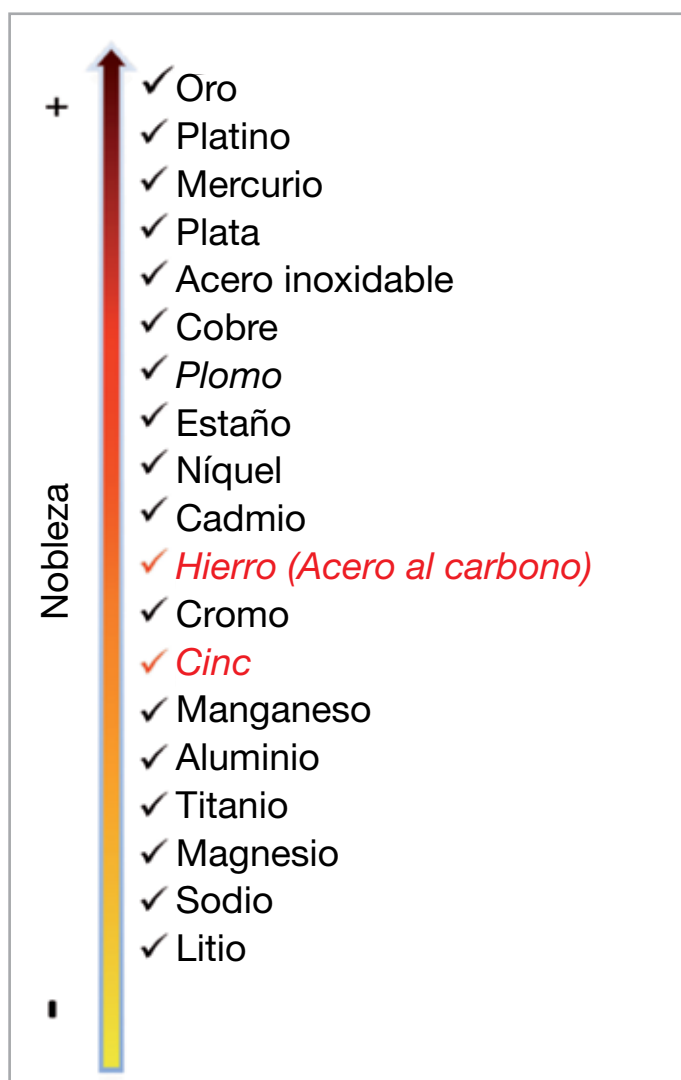 +
✓ Oro
✓ Platino
✓ Mercurio
✓ Plata
✓ Acero inoxidable
✓ Cobre
✓ Plomo
✓ Estaño
✓ Níquel
✓ Cadmio
✓ Hierro (Acero al carbono)
✓ Cromo
✓ Cinc
✓ Manganeso
✓ Aluminio
✓ Titanio
✓ Magnesio
✓ Sodio
✓ Litio
-
Nobleza